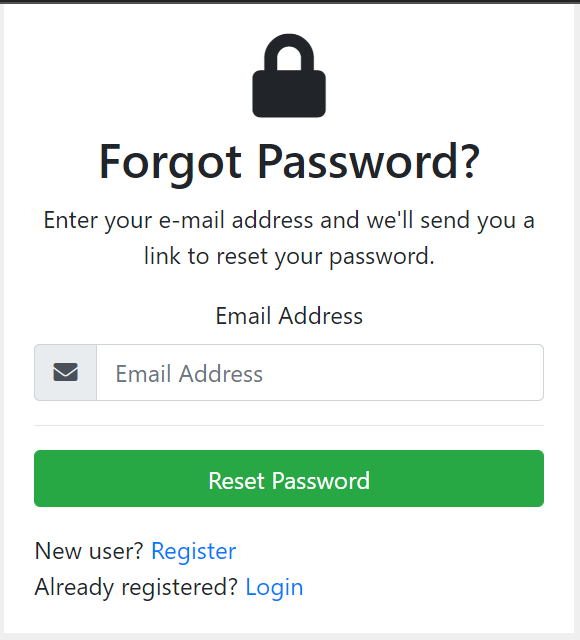 Forgot Password?
Enter your e-mail address and we'll send you a
link to reset your password.
Email Address
Email Address
Reset Password
New user? Register
Already registered? Login